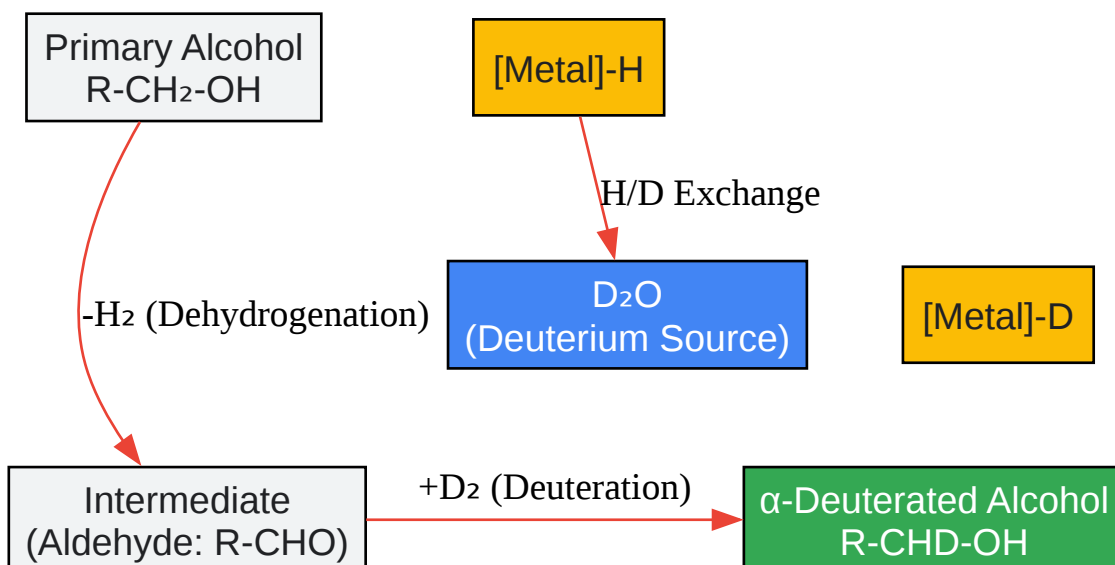 Primary Alcohol
R-CH₂-OH
[Metal]-H
H/D Exchange
D₂O
(Deuterium Source)
[Metal]-D
-H₂ (Dehydrogenation)
Intermediate
(Aldehyde: R-CHO)
+D₂ (Deuteration)
α-Deuterated Alcohol
R-CHD-OH